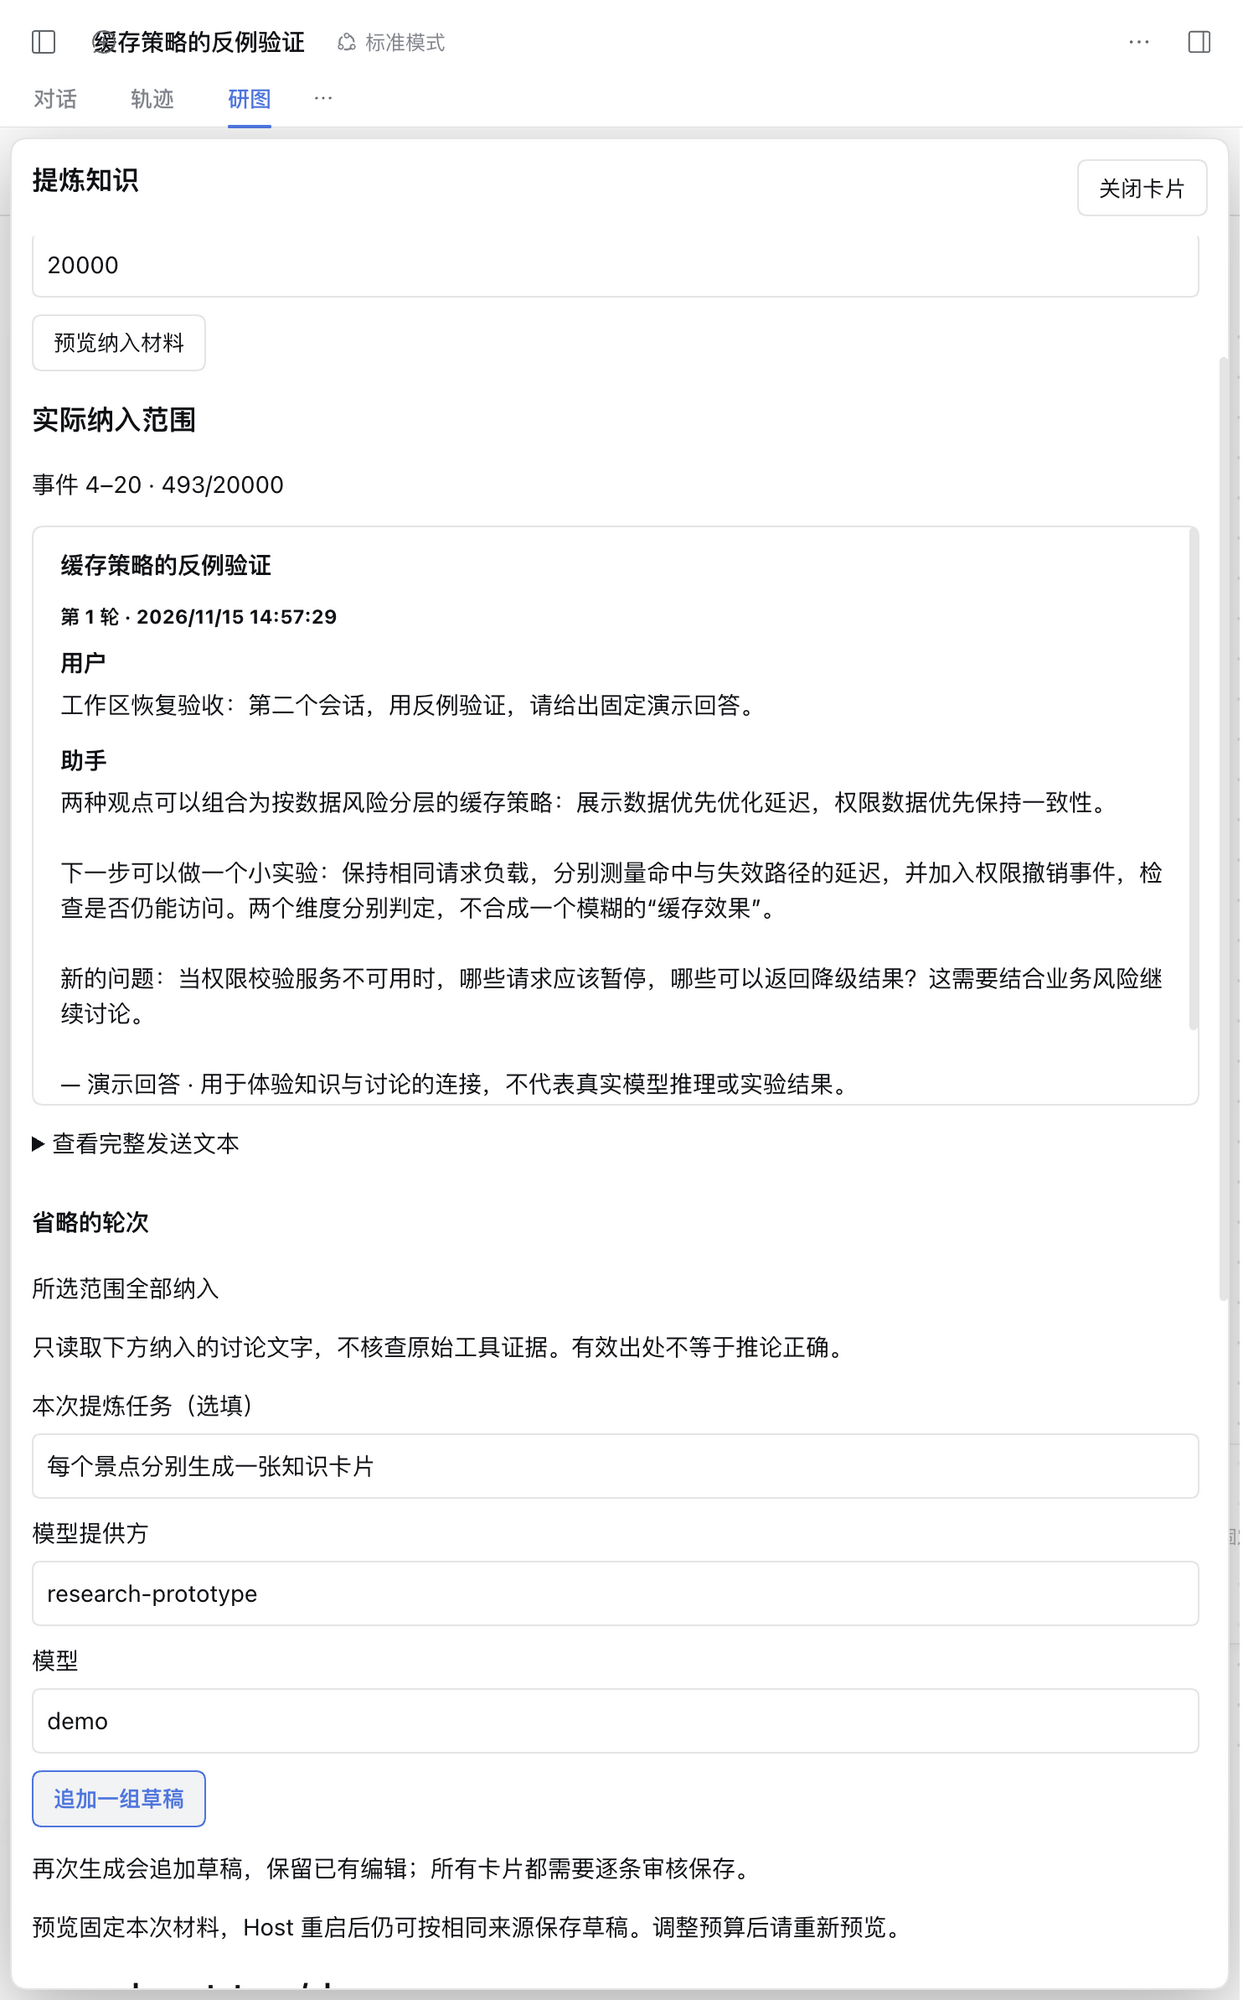 缓存策略的反例验证
标准模式
对话
轨迹
研图
提炼知识
关闭卡片
20000
预览纳入材料
实际纳入范围
事件 4–20 · 493/20000
缓存策略的反例验证
第 1 轮 · 2026/11/15 14:57:29
用户
工作区恢复验收：第二个会话，用反例验证，请给出固定演示回答。
助手
两种观点可以组合为按数据风险分层的缓存策略：展示数据优先优化延迟，权限数据优先保持一致性。
下一步可以做一个小实验：保持相同请求负载，分别测量命中与失效路径的延迟，并加入权限撤销事件，检
查是否仍能访问。两个维度分别判定，不合成一个模糊的“缓存效果”。
新的问题：当权限校验服务不可用时，哪些请求应该暂停，哪些可以返回降级结果？这需要结合业务风险继
续讨论。
— 演示回答 · 用于体验知识与讨论的连接，不代表真实模型推理或实验结果。
查看完整发送文本
省略的轮次
所选范围全部纳入
只读取下方纳入的讨论文字，不核查原始工具证据。有效出处不等于推论正确。
本次提炼任务（选填）
每个景点分别生成一张知识卡片
模型提供方
research-prototype
模型
demo
追加一组草稿
再次生成会追加草稿，保留已有编辑；所有卡片都需要逐条审核保存。
预览固定本次材料，Host 重启后仍可按相同来源保存草稿。调整预算后请重新预览。